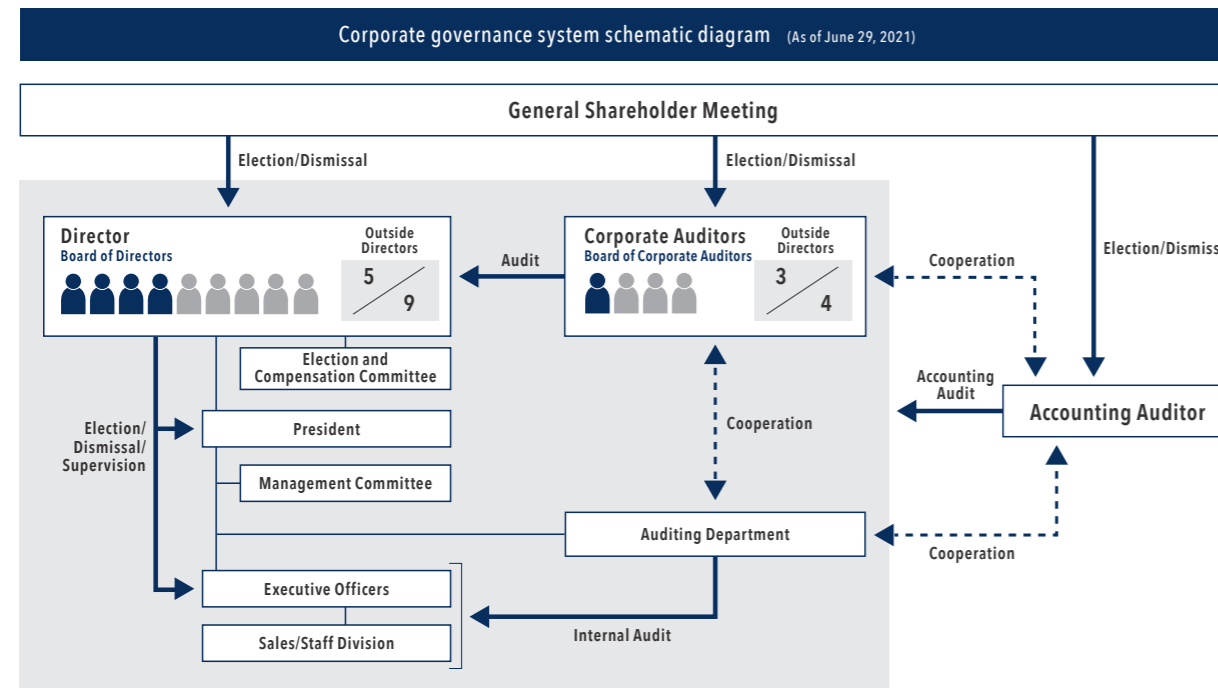 Corporate governance system schematic diagram (As of June 29, 2021)
General Shareholder Meeting
Election/Dismissal
Election/Dismissal
Election/Dismiss
Director
Board of Directors
Outside
Directors
5
9
Audit
Corporate Auditors
Board of Corporate Auditors
Outside
Directors
3
4
Cooperation
Election and
Compensation Committee
Accounting
Audit
Accounting Auditor
President
Election/
Dismissal/
Supervision
Cooperation
Management Committee
Auditing Department
Cooperation
Executive Officers
Internal Audit
Sales/Staff Division